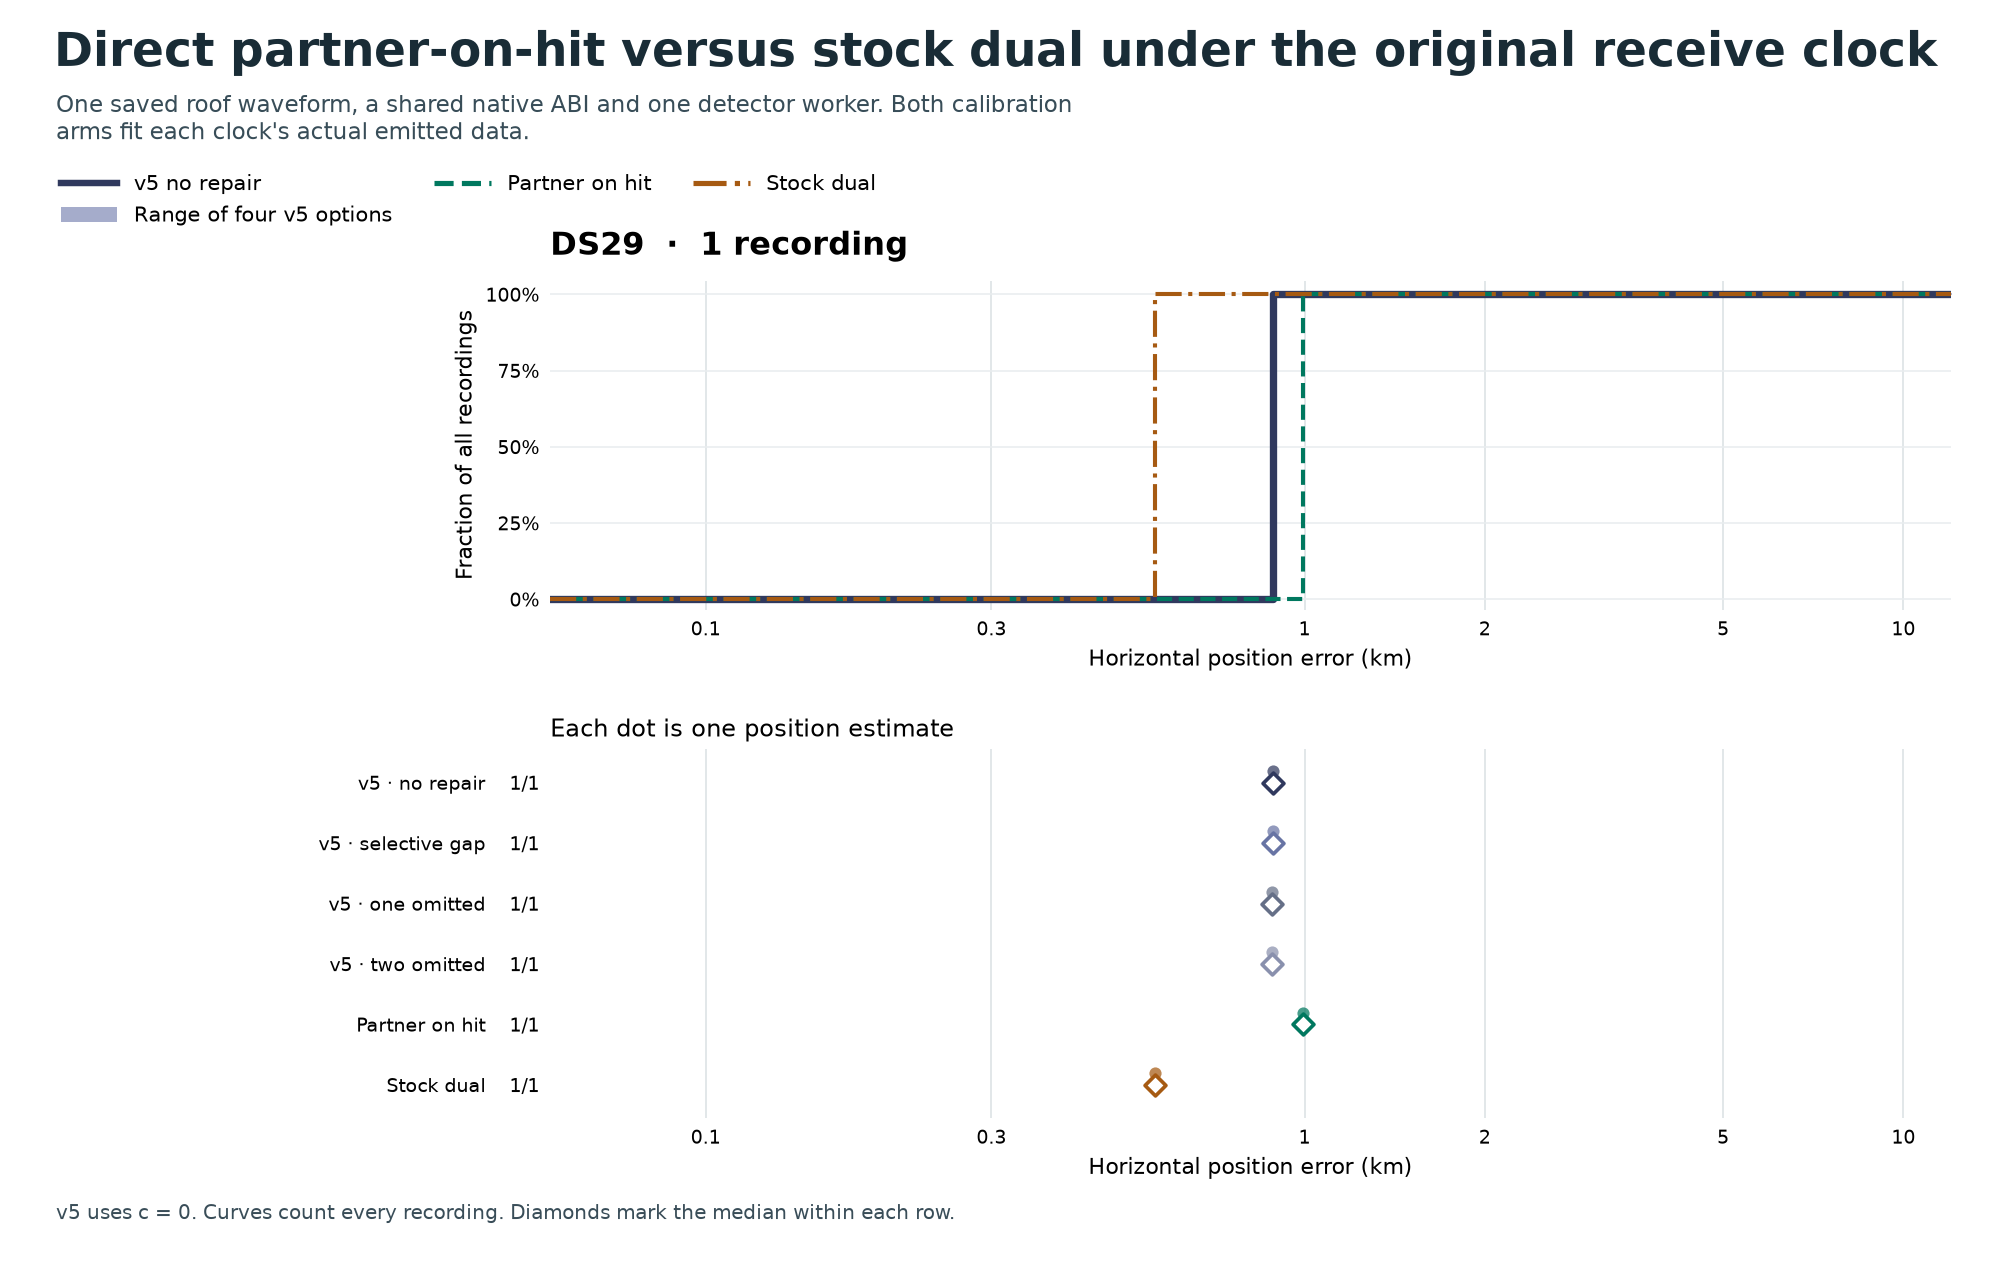 Direct partner-on-hit versus stock dual under the original receive clock
One saved roof waveform, a shared native ABI and one detector worker. Both calibration
arms fit each clock's actual emitted data.
v5 no repair
Partner on hit
Stock dual
Range of four v5 options
DS29 · 1 recording
Fraction of all recordings
100%
75%
50%
25%
0%
0.1
0.3
1
2
5
10
Horizontal position error (km)
Each dot is one position estimate
v5 · no repair 1/1
v5 · selective gap 1/1
v5 · one omitted 1/1
v5 · two omitted 1/1
Partner on hit 1/1
Stock dual 1/1
0.1
0.3
1
2
5
10
Horizontal position error (km)
v5 uses c = 0. Curves count every recording. Diamonds mark the median within each row.